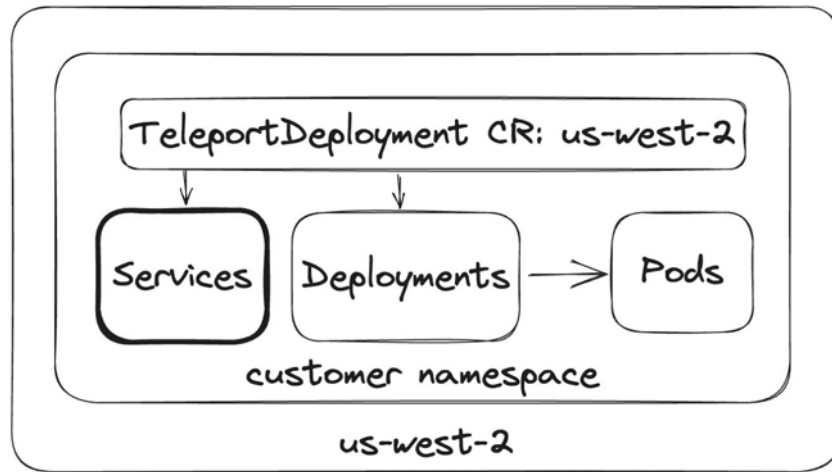 TeleportDeployment CR: us-west-2
Services
Deployments
Pods
customer namespace
us-west-2